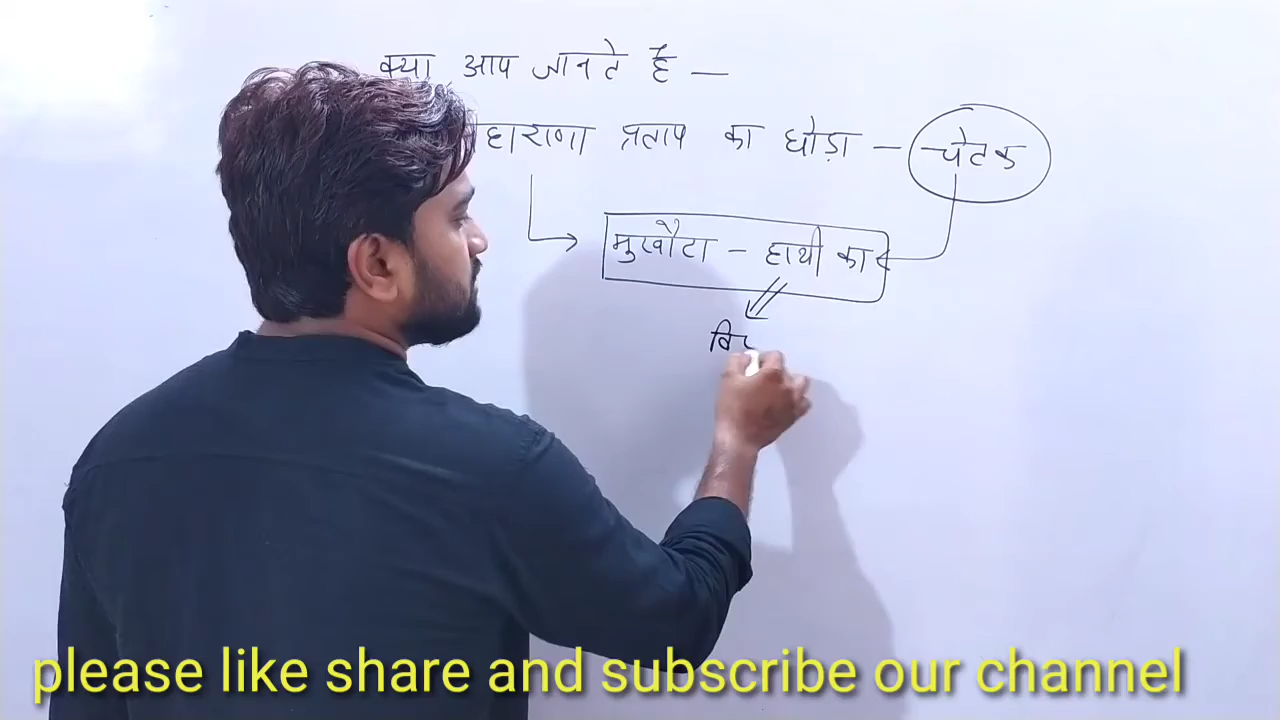 क्या आप जानते है —
हाराणा प्रताप का घोड़ा – चेतक
मुखौटा – हाथी का
please like share and subscribe our channel